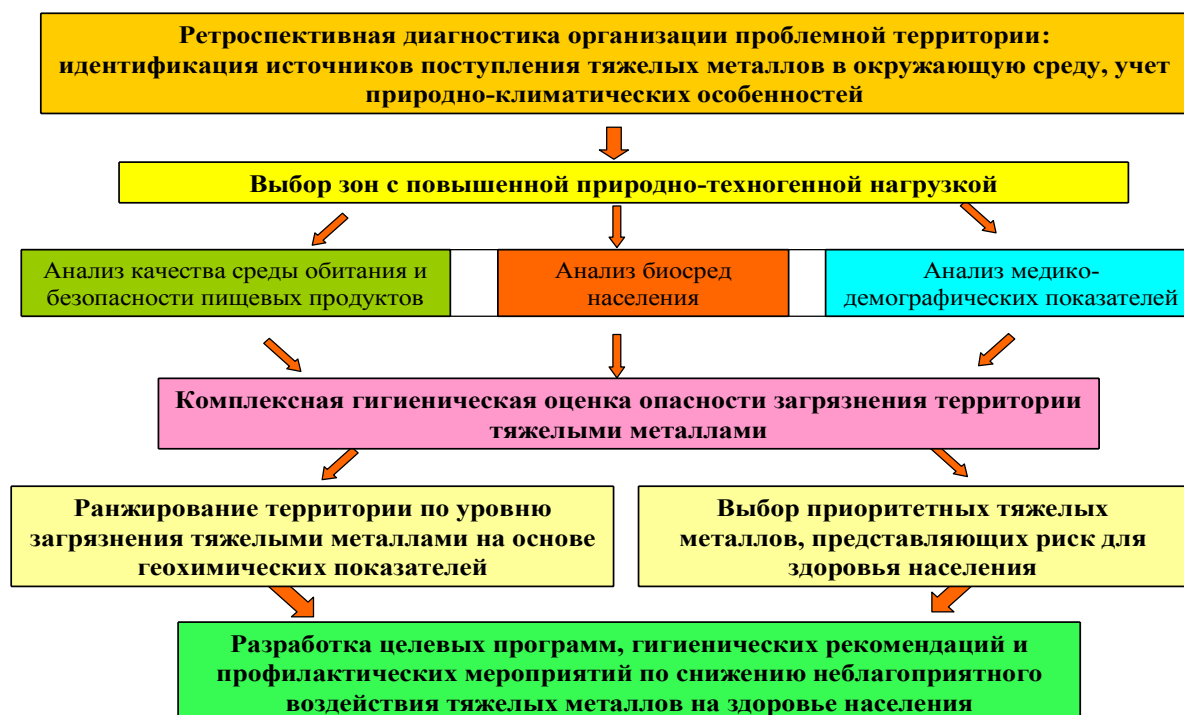 Ретроспективная диагностика организации проблемной территории:
идентификация источников поступления тяжелых металлов в окружающую среду, учет
природно-климатических особенностей
Выбор зон с повышенной природно-техногенной нагрузкой
Анализ качества среды обитания и
безопасности пищевых продуктов
Анализ биосред
населения
Анализ медико-
демографических показателей
Комплексная гигиеническая оценка опасности загрязнения территории
тяжелыми металлами
Ранжирование территории по уровню
загрязнения тяжелыми металлами на основе
геохимических показателей
Выбор приоритетных тяжелых
металлов, представляющих риск для
здоровья населения
Разработка целевых программ, гигиенических рекомендаций и
профилактических мероприятий по снижению неблагоприятного
воздействия тяжелых металлов на здоровье населения